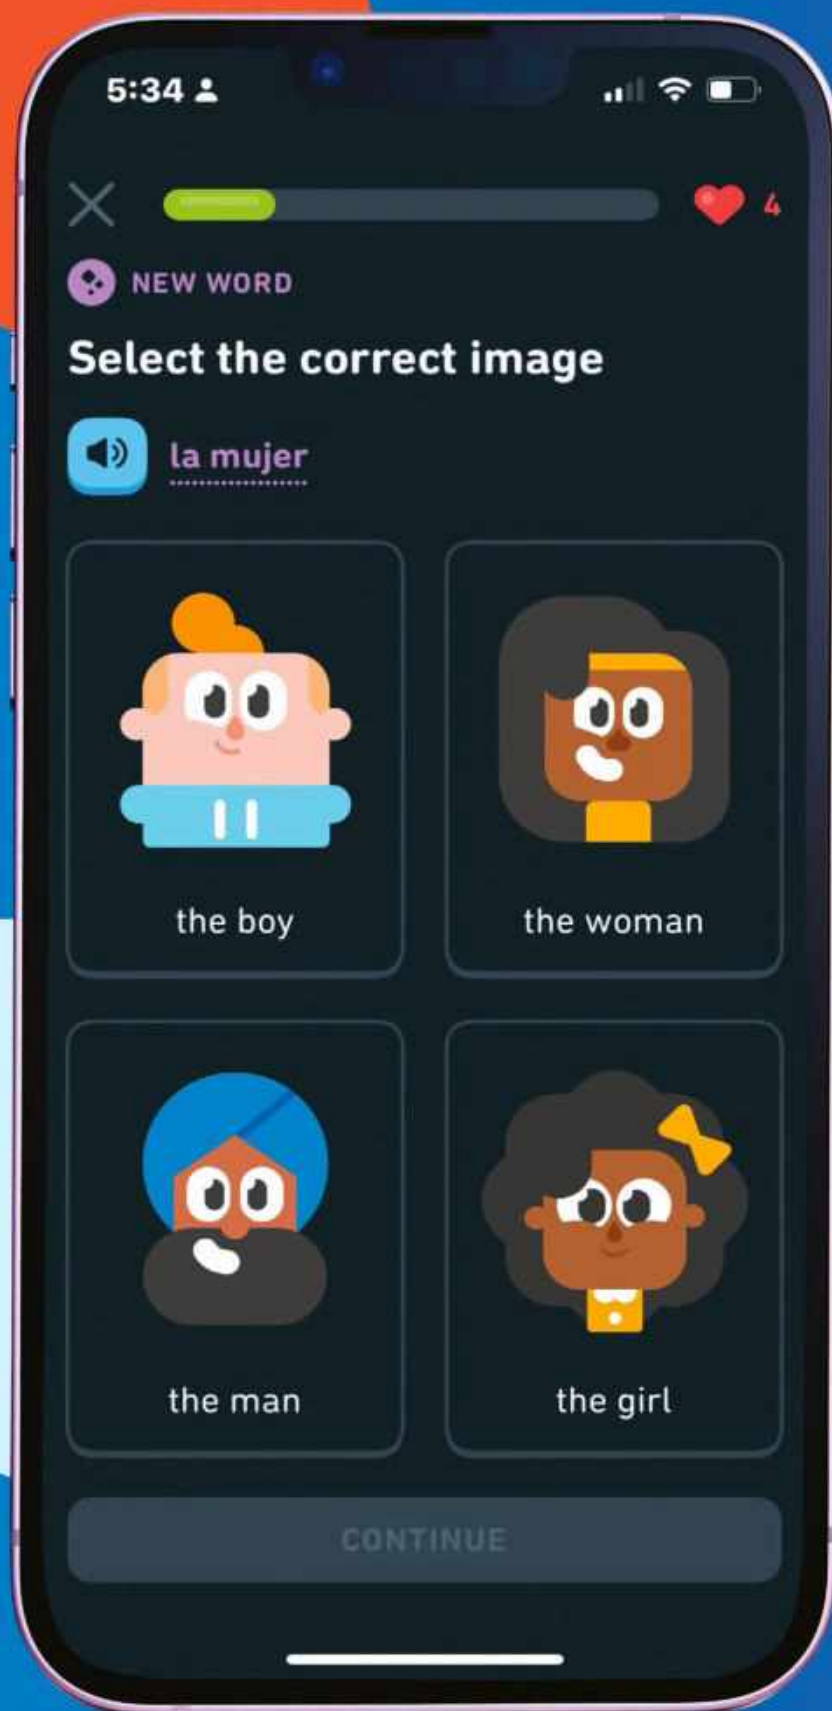 5:34
4
NEW WORD
Select the correct image
la mujer
the boy
the woman
the man
the girl
CONTINUE